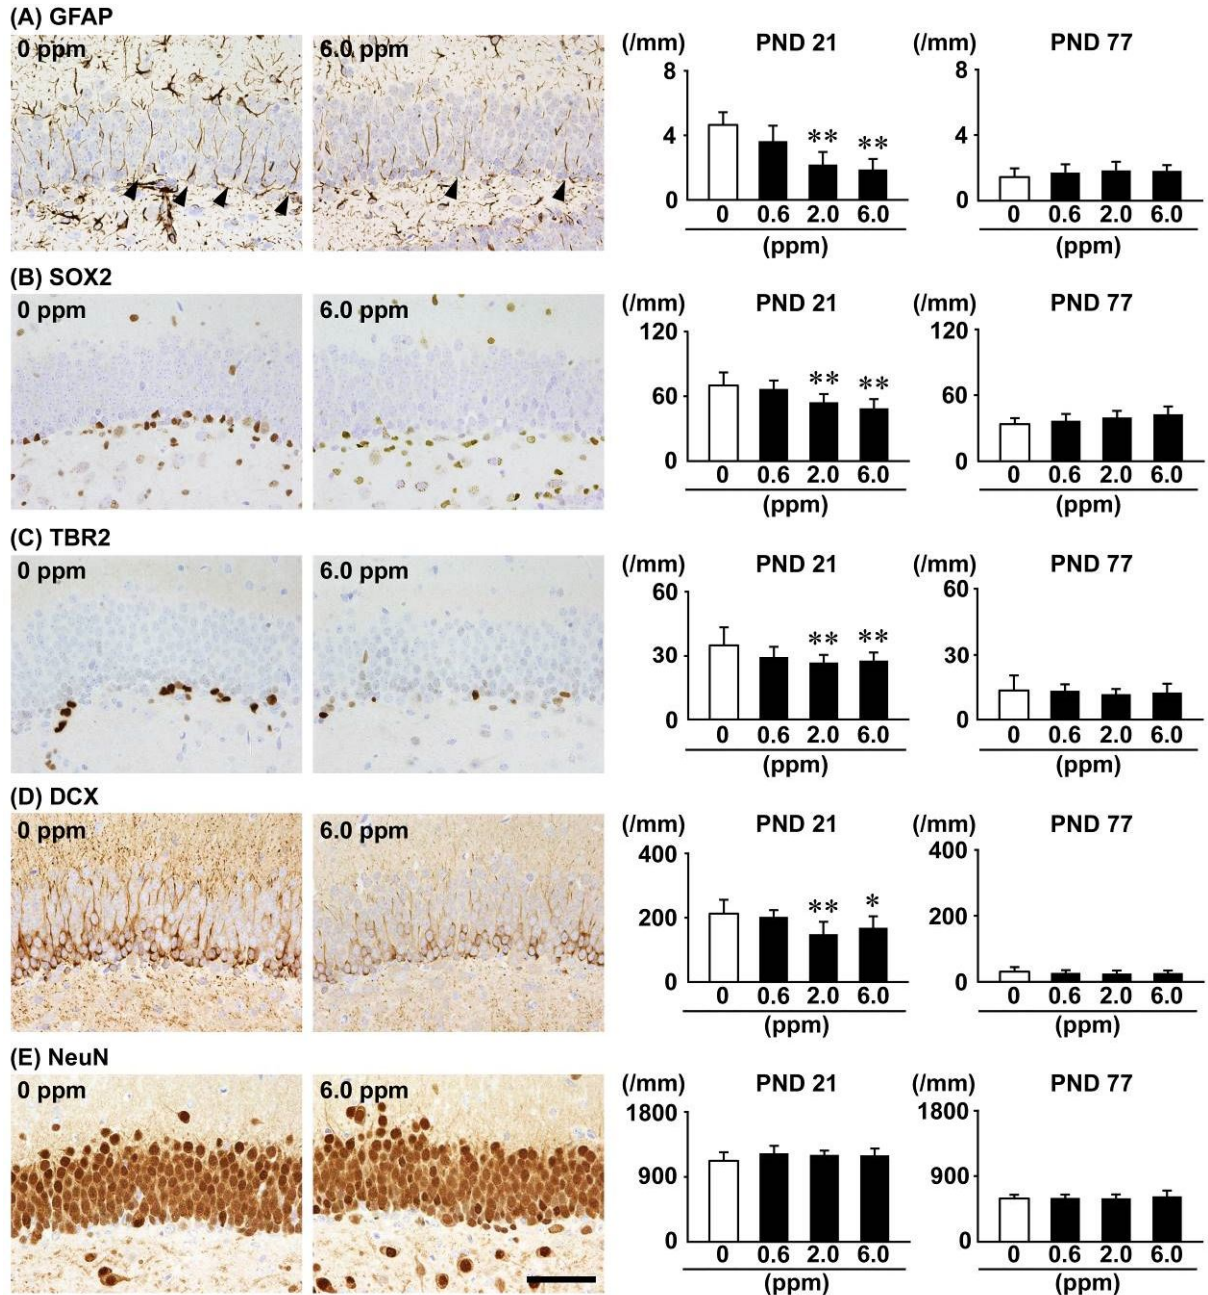 (A) GFAP
0 ppm
6.0 ppm
(/mm) PND 21
8
4
0
** **
0 0.6 2.0 6.0
(ppm)
(/mm) PND 77
8
4
0
0 0.6 2.0 6.0
(ppm)
(B) SOX2
0 ppm
6.0 ppm
(/mm) PND 21
120
60
0
** **
0 0.6 2.0 6.0
(ppm)
(/mm) PND 77
120
60
0
0 0.6 2.0 6.0
(ppm)
(C) TBR2
0 ppm
6.0 ppm
(/mm) PND 21
60
30
0
** **
0 0.6 2.0 6.0
(ppm)
(/mm) PND 77
60
30
0
0 0.6 2.0 6.0
(ppm)
(D) DCX
0 ppm
6.0 ppm
(/mm) PND 21
400
200
0
** *
0 0.6 2.0 6.0
(ppm)
(/mm) PND 77
400
200
0
0 0.6 2.0 6.0
(ppm)
(E) NeuN
0 ppm
6.0 ppm
(/mm) PND 21
1800
900
0
0 0.6 2.0 6.0
(ppm)
(/mm) PND 77
1800
900
0
0 0.6 2.0 6.0
(ppm)